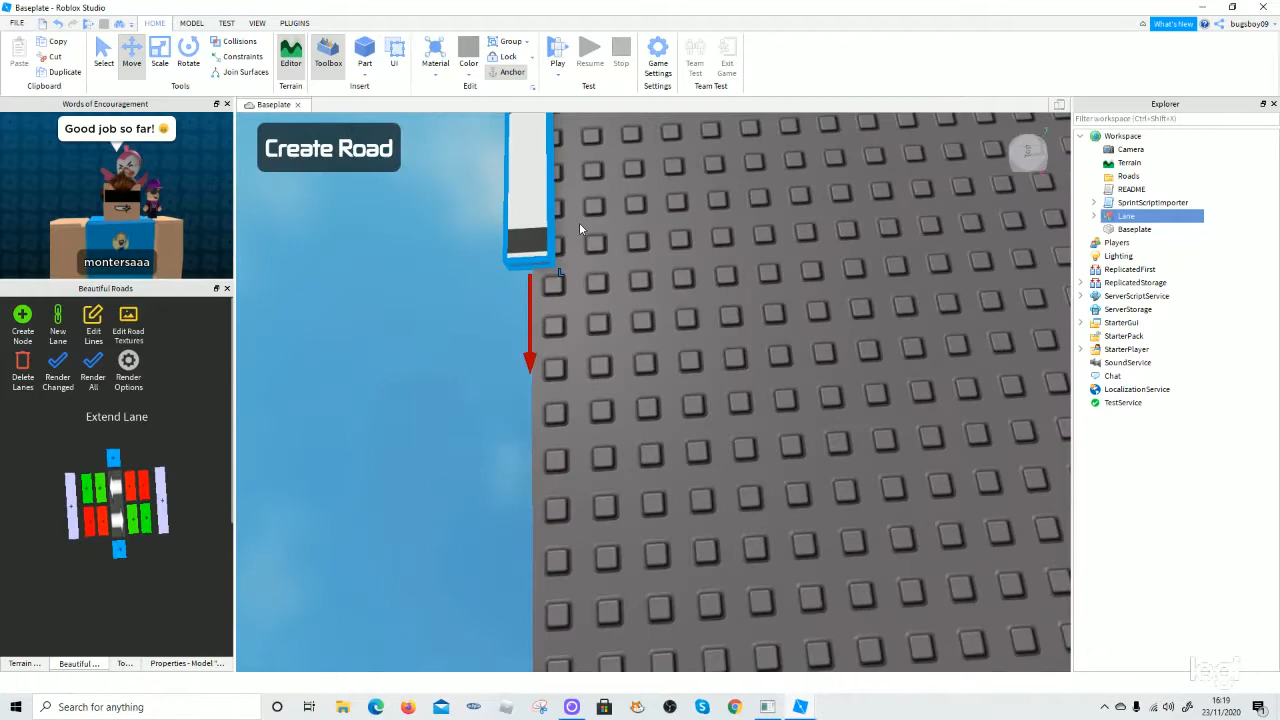 Baseplate - Roblox Studio
FILE HOME MODEL TEST VIEW PLUGINS
What's New bugsboy09
Paste Copy Cut Duplicate
Clipboard
Select Move Scale Rotate Collisions Constraints Join Surfaces
Tools
Editor
Terrain
Toolbox Part UI
Insert
Material Color Group Lock Anchor
Edit
Play Resume Stop
Test
Game Settings
Settings
Team Test Exit Game
Team Test
Words of Encouragement
Baseplate
Explorer
Filter workspace (Ctrl+Shift+X)
Good job so far!
montersaaa
Create Road
Workspace
Camera
Terrain
Roads
README
SprintScriptImporter
Lane
Baseplate
Players
Lighting
ReplicatedFirst
ReplicatedStorage
ServerScriptService
ServerStorage
StarterGui
StarterPack
StarterPlayer
SoundService
Chat
LocalizationService
TestService
Beautiful Roads
Create Node New Lane Edit Lines Edit Road Textures
Delete Lanes Render Changed Render All Render Options
Extend Lane
Terrain ... Beautiful ... To... Properties - Model "...
Search for anything
16:19
23/11/2020